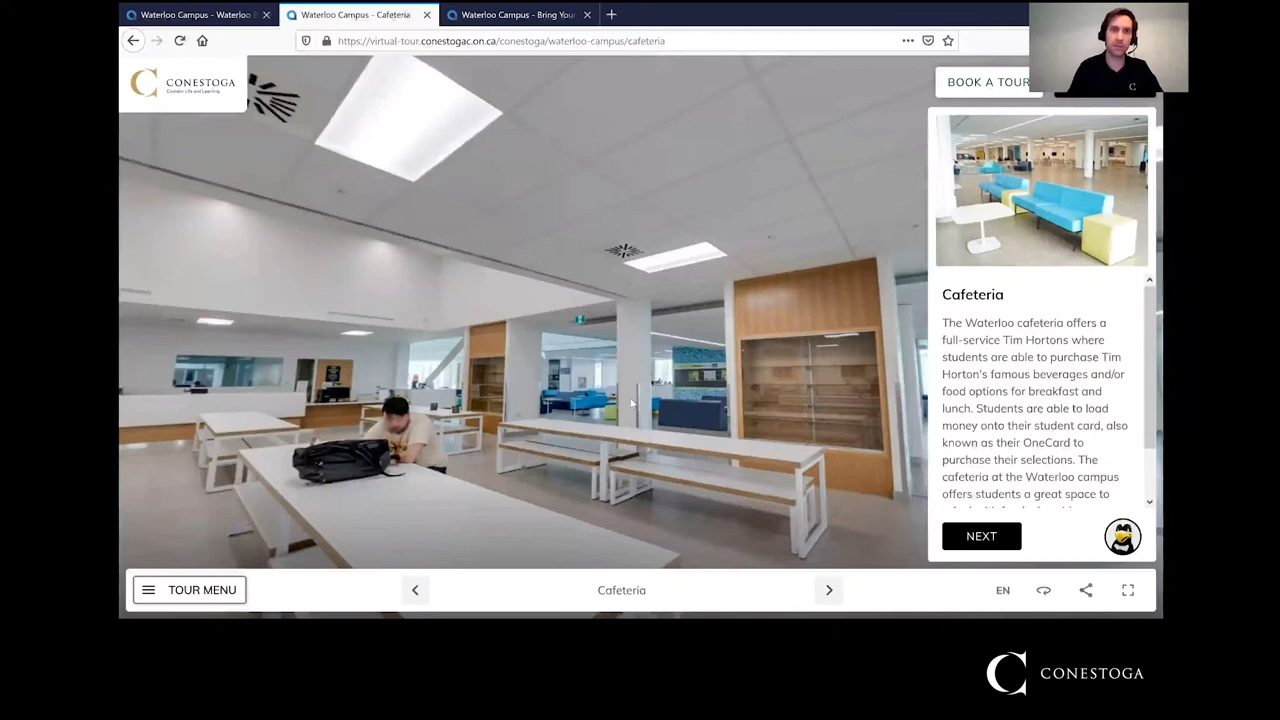 Waterloo Campus - Waterloo
Waterloo Campus - Cafeteria
Waterloo Campus - Bring Your
https://virtual-tour.conestogac.on.ca/conestoga/waterloo-campus/cafeteria
C CONESTOGA
Connect Life and Learning
BOOK A TOUR
Cafeteria
The Waterloo cafeteria offers a
full-service Tim Hortons where
students are able to purchase Tim
Horton's famous beverages and/or
food options for breakfast and
lunch. Students are able to load
money onto their student card, also
known as their OneCard to
purchase their selections. The
cafeteria at the Waterloo campus
offers students a great space to
NEXT
TOUR MENU
Cafeteria
EN
C CONESTOGA